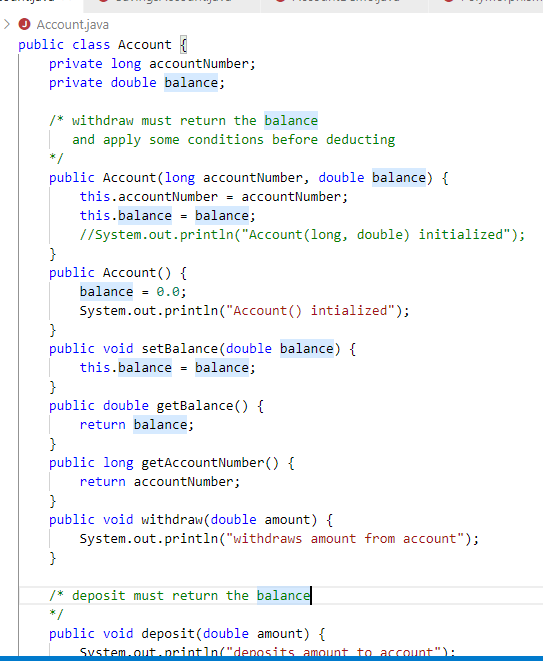 Account.java
public class Account {
    private long accountNumber;
    private double balance;

    /* withdraw must return the balance
       and apply some conditions before deducting
    */
    public Account(long accountNumber, double balance) {
        this.accountNumber = accountNumber;
        this.balance = balance;
        //System.out.println("Account(long, double) initialized");
    }
    public Account() {
        balance = 0.0;
        System.out.println("Account() intialized");
    }
    public void setBalance(double balance) {
        this.balance = balance;
    }
    public double getBalance() {
        return balance;
    }
    public long getAccountNumber() {
        return accountNumber;
    }
    public void withdraw(double amount) {
        System.out.println("withdraws amount from account");
    }

    /* deposit must return the balance
    */
    public void deposit(double amount) {
        System.out.println("deposits amount to account");